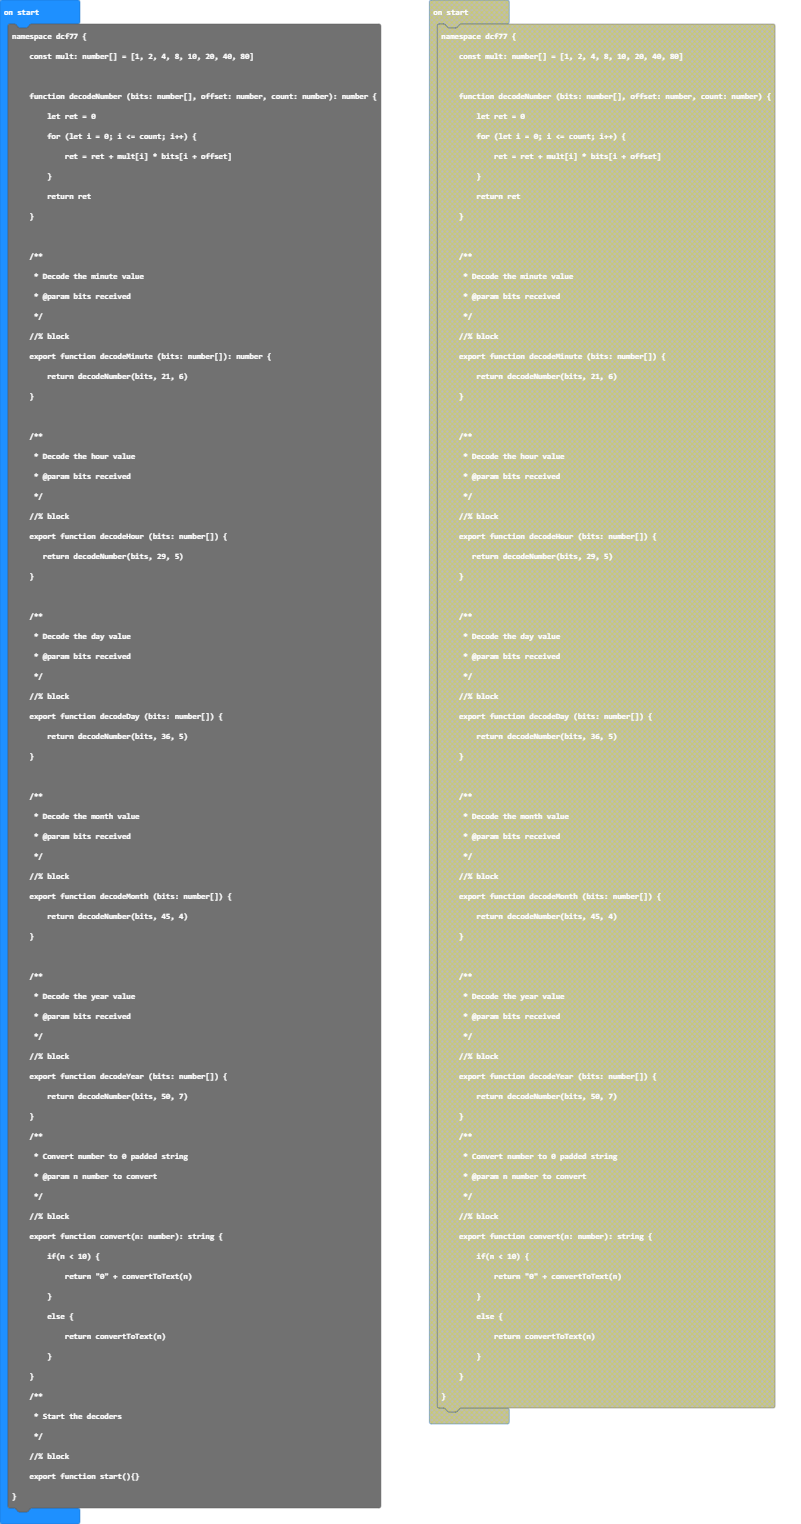 on start
namespace dcf77 {
    const mult: number[] = [1, 2, 4, 8, 10, 20, 40, 80]
    function decodeNumber (bits: number[], offset: number, count: number): number {
        let ret = 0
        for (let i = 0; i <= count; i++) {
            ret = ret + mult[i] * bits[i + offset]
        }
        return ret
    }
    /**
     * Decode the minute value
     * @param bits received
     */
    //% block
    export function decodeMinute (bits: number[]): number {
        return decodeNumber(bits, 21, 6)
    }
    /**
     * Decode the hour value
     * @param bits received
     */
    //% block
    export function decodeHour (bits: number[]) {
       return decodeNumber(bits, 29, 5)
    }
    /**
     * Decode the day value
     * @param bits received
     */
    //% block
    export function decodeDay (bits: number[]) {
        return decodeNumber(bits, 36, 5)
    }
    /**
     * Decode the month value
     * @param bits received
     */
    //% block
    export function decodeMonth (bits: number[]) {
        return decodeNumber(bits, 45, 4)
    }
    /**
     * Decode the year value
     * @param bits received
     */
    //% block
    export function decodeYear (bits: number[]) {
        return decodeNumber(bits, 50, 7)
    }
    /**
     * Convert number to 0 padded string
     * @param n number to convert
     */
    //% block
    export function convert(n: number): string {
        if(n < 10) {
            return "0" + convertToText(n)
        }
        else {
            return convertToText(n)
        }
    }
    /**
     * Start the decoders
     */
    //% block
    export function start(){}
}
on start
namespace dcf77 {
    const mult: number[] = [1, 2, 4, 8, 10, 20, 40, 80]
    function decodeNumber (bits: number[], offset: number, count: number) {
        let ret = 0
        for (let i = 0; i <= count; i++) {
            ret = ret + mult[i] * bits[i + offset]
        }
        return ret
    }
    /**
     * Decode the minute value
     * @param bits received
     */
    //% block
    export function decodeMinute (bits: number[]) {
        return decodeNumber(bits, 21, 6)
    }
    /**
     * Decode the hour value
     * @param bits received
     */
    //% block
    export function decodeHour (bits: number[]) {
       return decodeNumber(bits, 29, 5)
    }
    /**
     * Decode the day value
     * @param bits received
     */
    //% block
    export function decodeDay (bits: number[]) {
        return decodeNumber(bits, 36, 5)
    }
    /**
     * Decode the month value
     * @param bits received
     */
    //% block
    export function decodeMonth (bits: number[]) {
        return decodeNumber(bits, 45, 4)
    }
    /**
     * Decode the year value
     * @param bits received
     */
    //% block
    export function decodeYear (bits: number[]) {
        return decodeNumber(bits, 50, 7)
    }
    /**
     * Convert number to 0 padded string
     * @param n number to convert
     */
    //% block
    export function convert(n: number): string {
        if(n < 10) {
            return "0" + convertToText(n)
        }
        else {
            return convertToText(n)
        }
    }
}